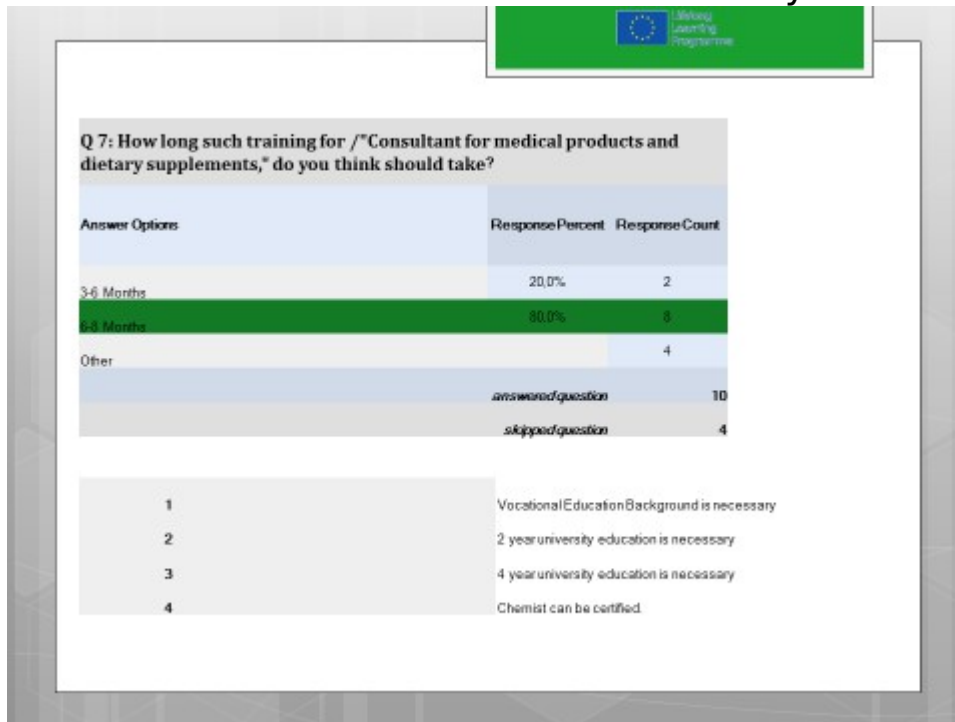 Lifelong
Learning
Programme
Q 7: How long such training for /"Consultant for medical products and
dietary supplements," do you think should take?
Answer Options Response Percent Response Count
3-6 Months 20,0% 2
6-8 Months 80,0% 8
Other 4
answered question 10
skipped question 4
1 Vocational Education Background is necessary
2 2 year university education is necessary
3 4 year university education is necessary
4 Chemist can be certified.